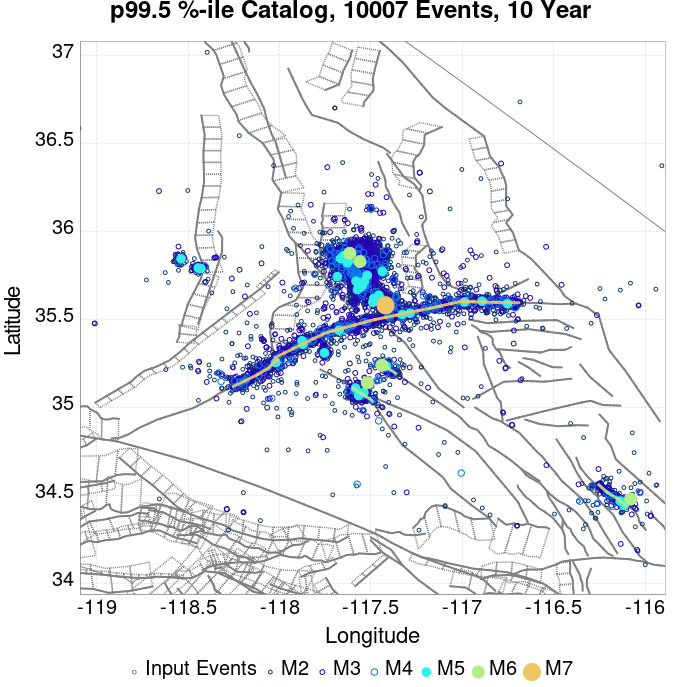 p99.5 %-ile Catalog, 10007 Events, 10 Year
37
36.5
36
35.5
35
34.5
34
Latitude
-119 -118.5 -118 -117.5 -117 -116.5 -116
Longitude
Input Events M2 M3 M4 M5 M6 M7